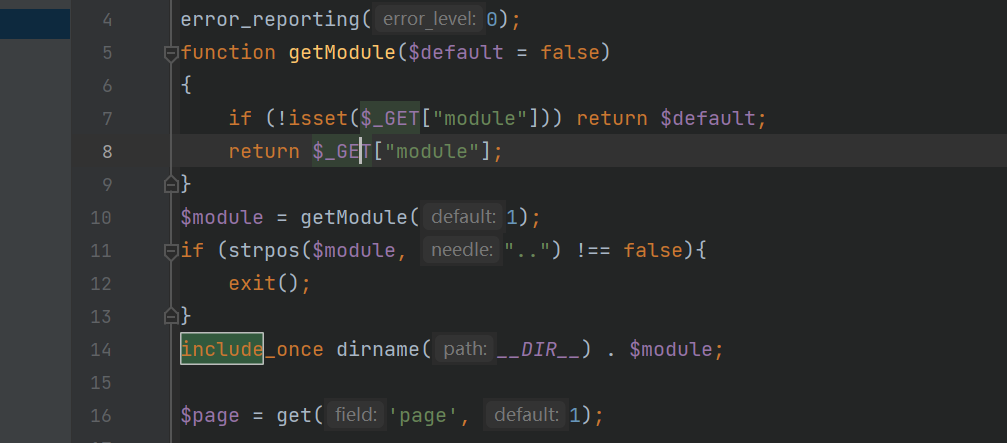 4 error_reporting( error_level: 0);
5 function getModule($default = false)
6 {
7 if (!isset($_GET["module"])) return $default;
8 return $_GET["module"];
9 }
10 $module = getModule( default: 1);
11 if (strpos($module, needle: "..") !== false){
12 exit();
13 }
14 include_once dirname( path: __DIR__) . $module;
15
16 $page = get( field: 'page', default: 1);